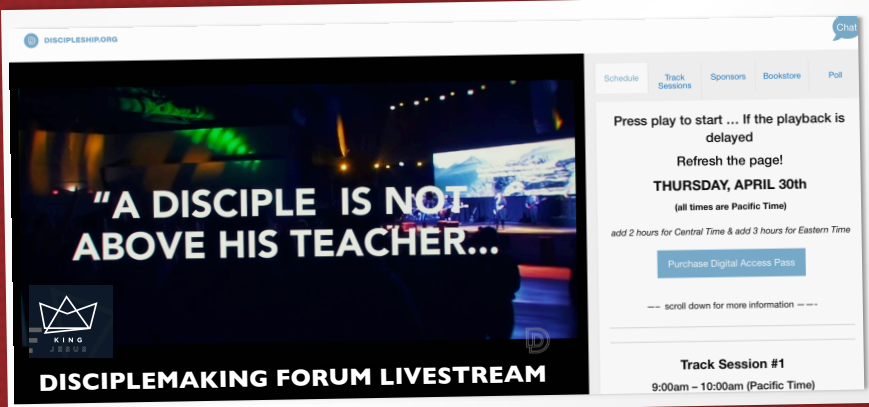 DISCIPLESHIP.ORG
Chat
"A DISCIPLE IS NOT
ABOVE HIS TEACHER...
KING
JESUS
DISCIPLEMAKING FORUM LIVESTREAM
Schedule
Track
Sessions
Sponsors
Bookstore
Poll
Press play to start ... If the playback is
delayed
Refresh the page!
THURSDAY, APRIL 30th
(all times are Pacific Time)
add 2 hours for Central Time & add 3 hours for Eastern Time
Purchase Digital Access Pass
—– scroll down for more information —–-
Track Session #1
9:00am – 10:00am (Pacific Time)